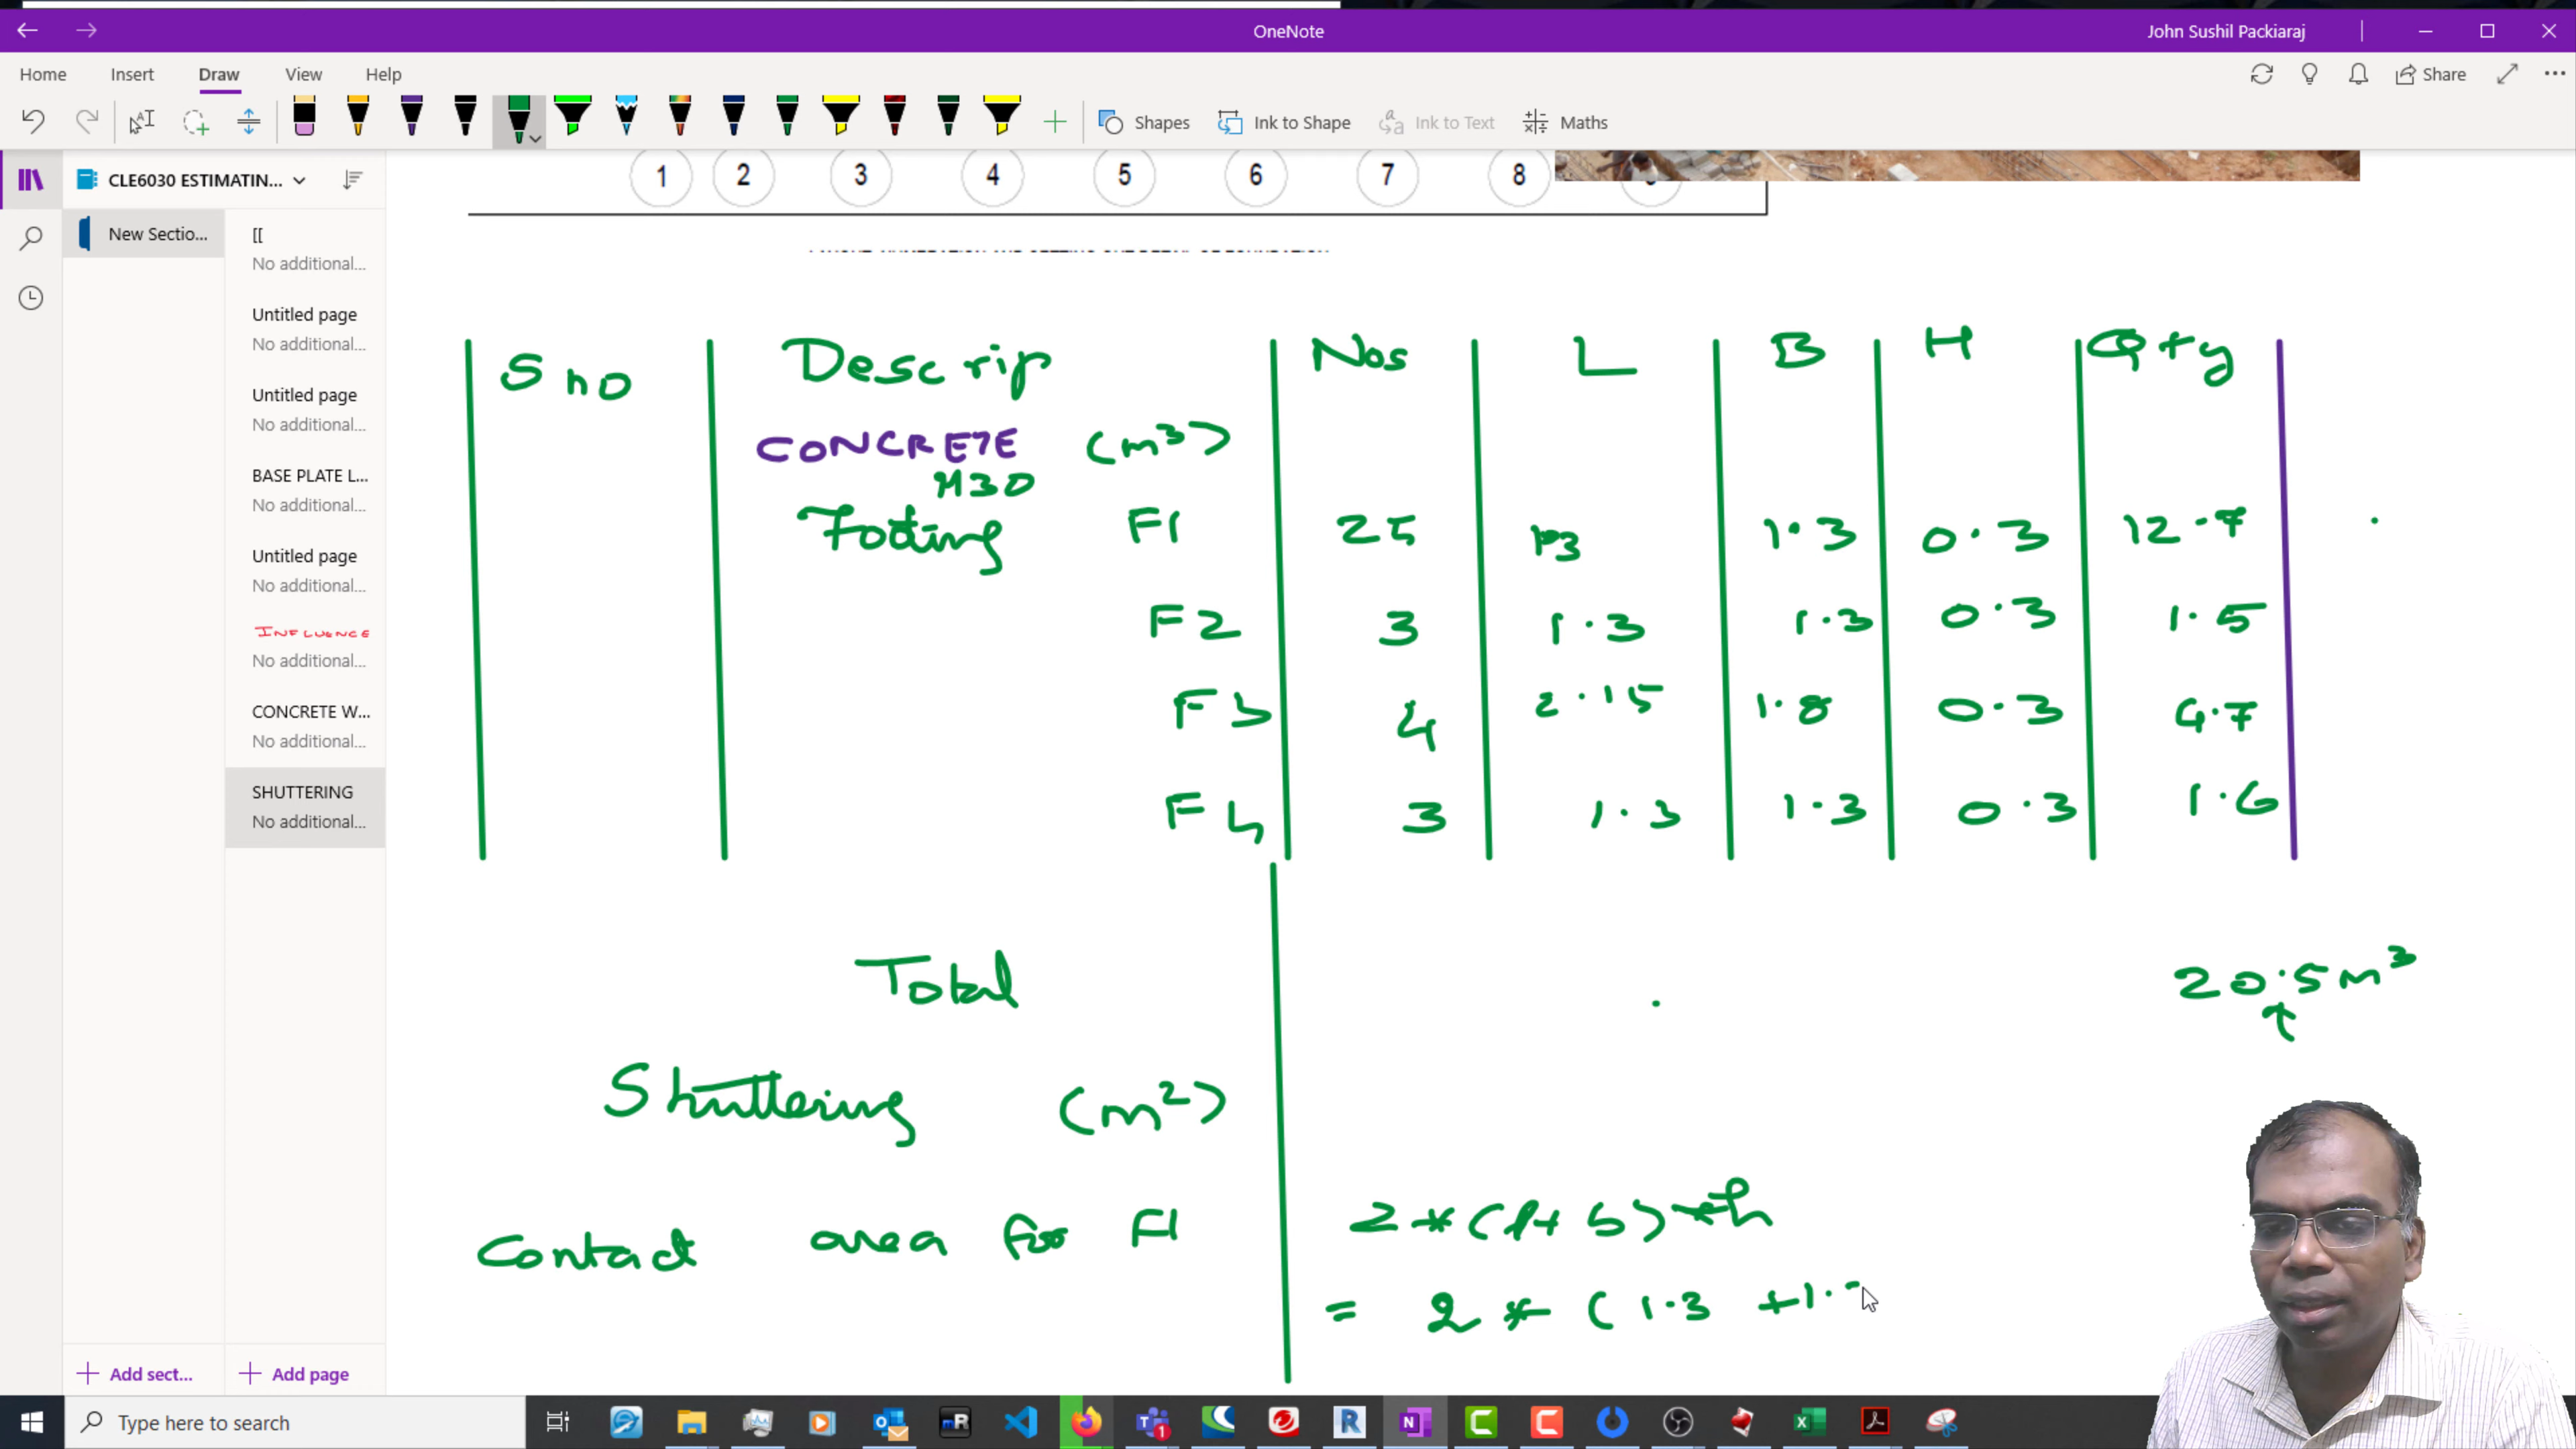 OneNote
John Sushil Packiaraj
Home Insert Draw View Help
Share
Shapes Ink to Shape Ink to Text Maths
CLE6030 ESTIMATIN...
New Sectio...
[[
No additional...
Untitled page
No additional...
Untitled page
No additional...
BASE PLATE L...
No additional...
Untitled page
No additional...
INFLUENCE
No additional...
CONCRETE W...
No additional...
SHUTTERING
No additional...
Add sect...
Add page
1 2 3 4 5 6 7 8
S no Descrip Nos L B H Qty
CONCRETE (m³)
M30
Footing F1 25 1.3 1.3 0.3 12.7
F2 3 1.3 1.3 0.3 1.5
F3 4 2.15 1.8 0.3 4.7
F4 3 1.3 1.3 0.3 1.6
Total 20.5 m³
Shuttering (m²)
Contact area for F1 2*(l+b)*h
= 2 * (1.3 +1.
Type here to search